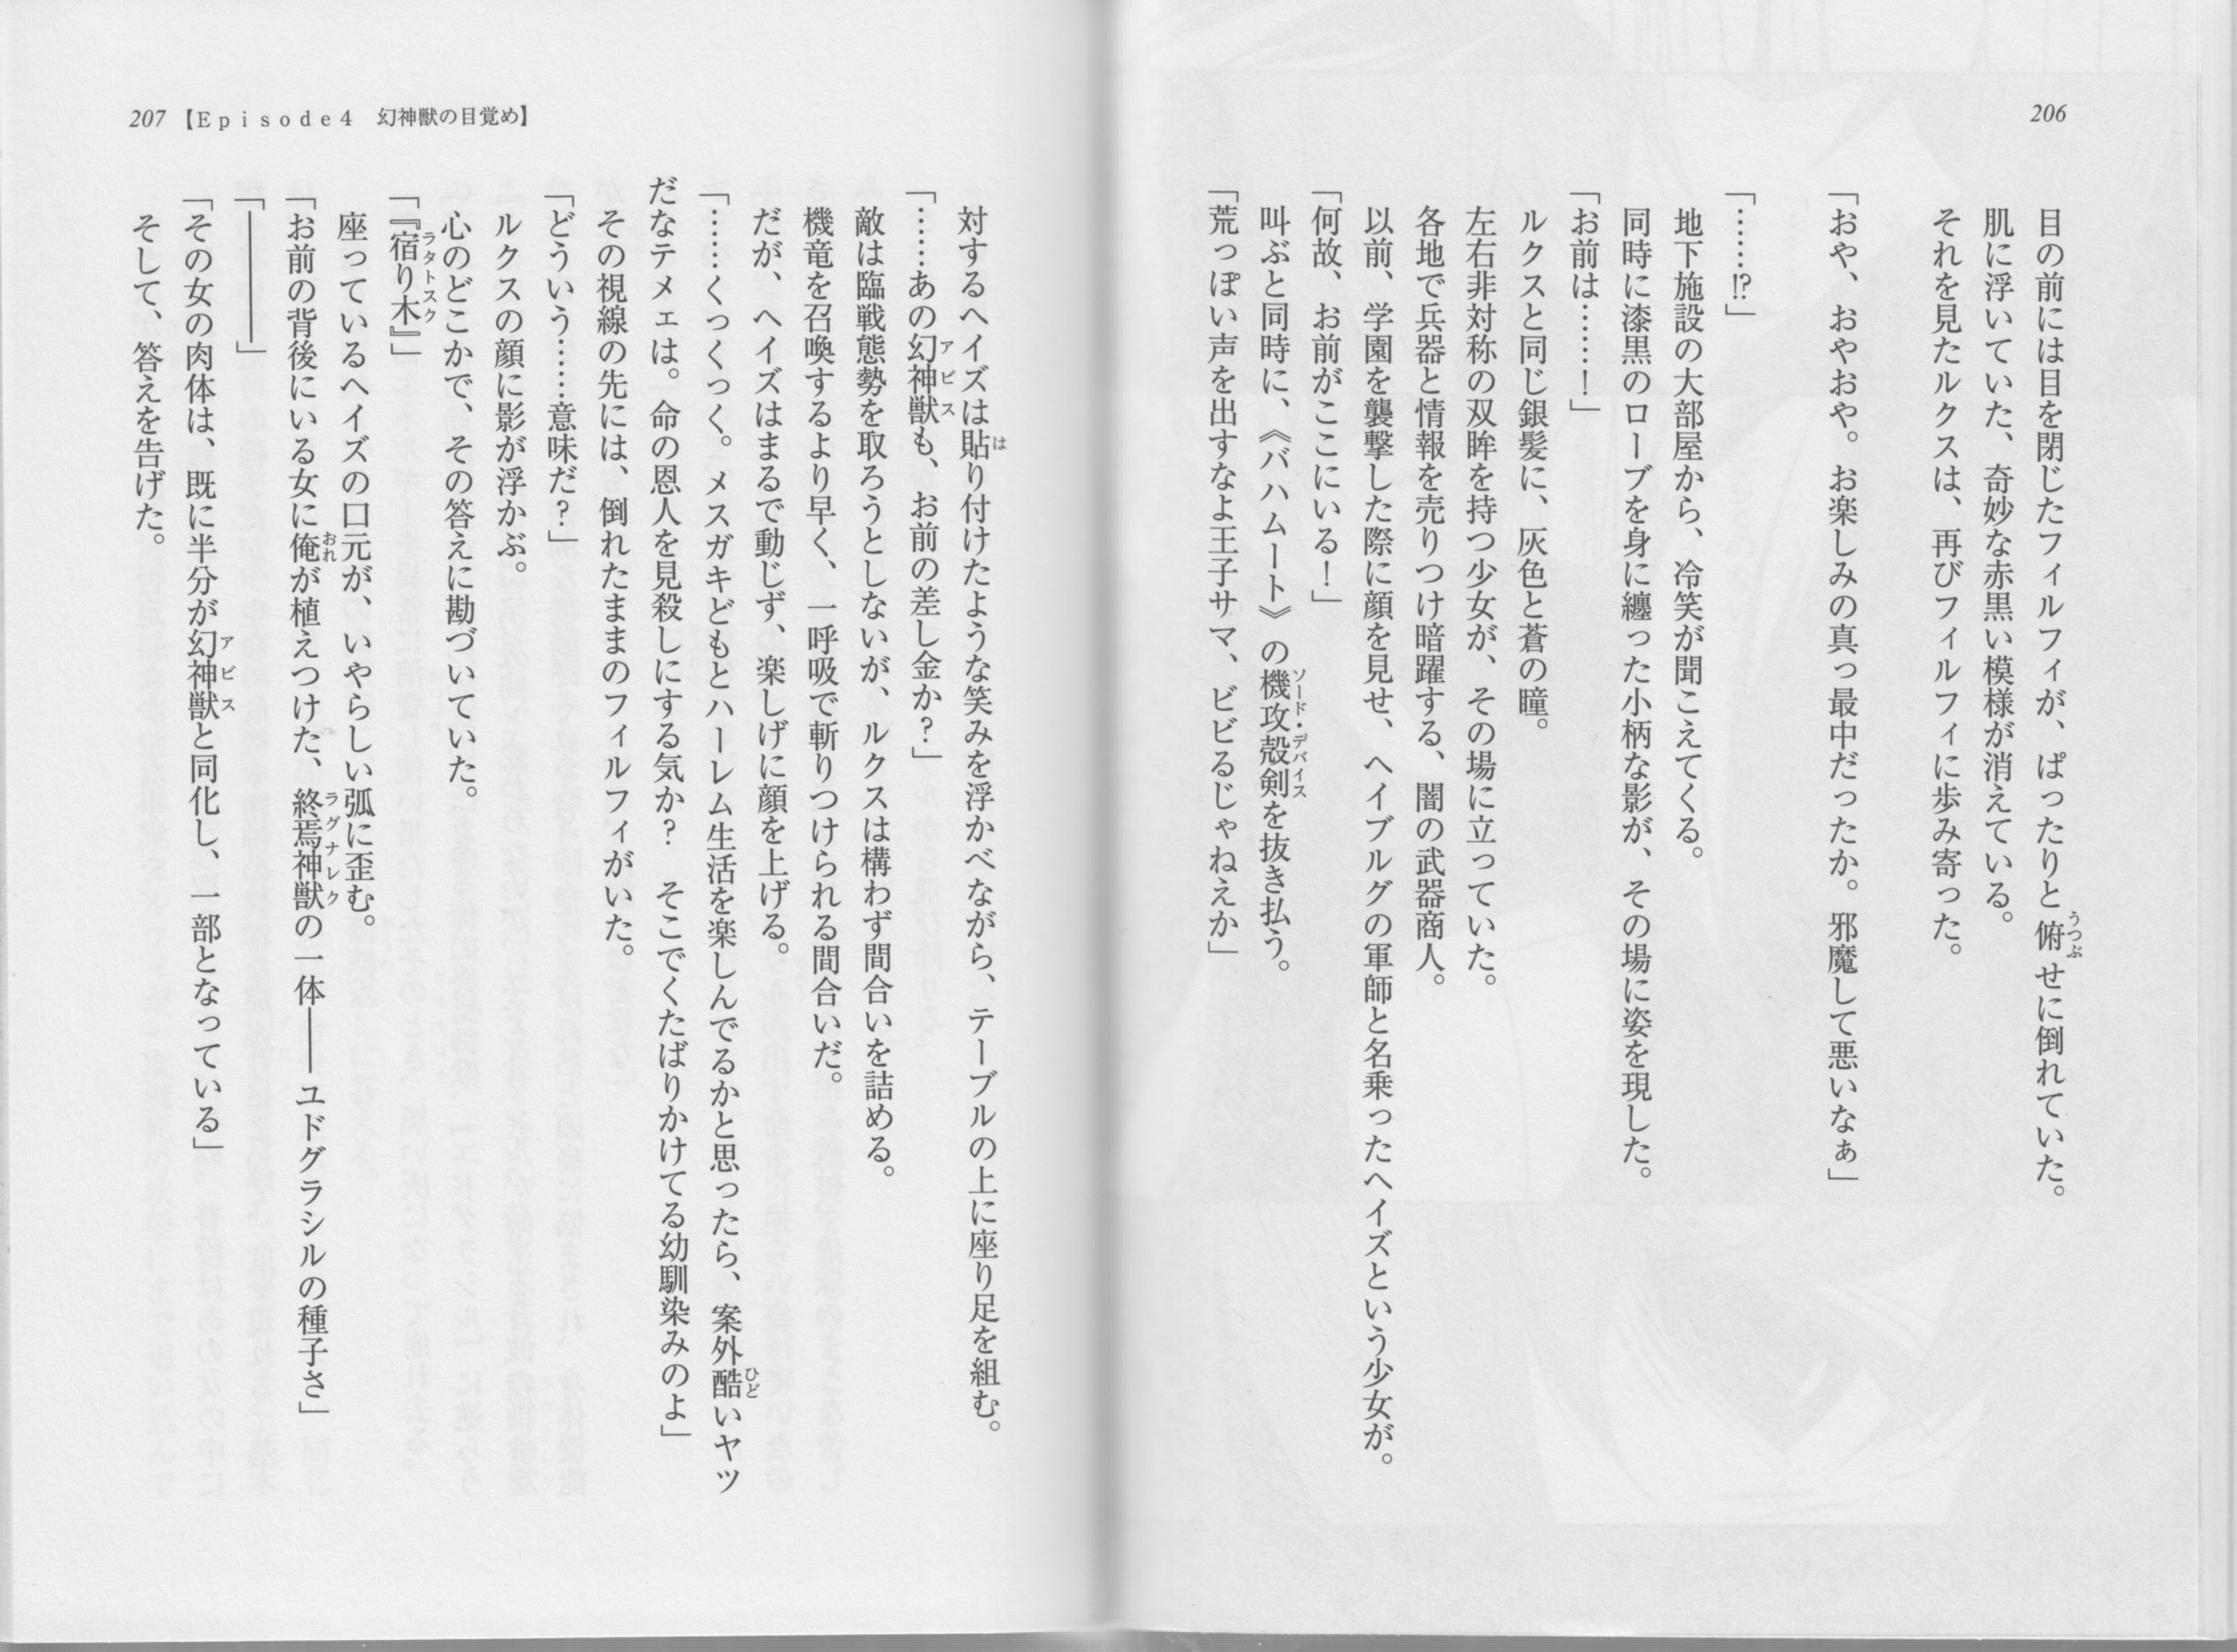 206
目の前には目を閉じたフィルフィが、ぱったりと俯せに倒れていた。
肌に浮いていた、奇妙な赤黒い模様が消えている。
それを見たルクスは、再びフィルフィに歩み寄った。
「おや、おやおや。お楽しみの真っ最中だったか。邪魔して悪いなぁ」
「……!?」
地下施設の大部屋から、冷笑が聞こえてくる。
同時に漆黒のローブを身に纏った小柄な影が、その場に姿を現した。
「お前は……！」
ルクスと同じ銀髪に、灰色と蒼の瞳。
左右非対称の双眸を持つ少女が、その場に立っていた。
各地で兵器と情報を売りつけ暗躍する、闇の武器商人。
以前、学園を襲撃した際に顔を見せ、ヘイブルグの軍師と名乗ったヘイズという少女が。
「何故、お前がここにいる！」
叫ぶと同時に、《バハムート》の機攻殻剣を抜き払う。
「荒っぽい声を出すなよ王子サマ、ビビるじゃねえか」
207【Episode4　幻神獣の目覚め】
対するヘイズは貼り付けたような笑みを浮かべながら、テーブルの上に座り足を組む。
「……あの幻神獣も、お前の差し金か？」
敵は臨戦態勢を取ろうとしないが、ルクスは構わず間合いを詰める。
機竜を召喚するより早く、一呼吸で斬りつけられる間合いだ。
だが、ヘイズはまるで動じず、楽しげに顔を上げる。
「……くっくっく。メスガキどもとハーレム生活を楽しんでるかと思ったら、案外酷いヤツ
だなテメェは。命の恩人を見殺しにする気か？　そこでくたばりかけてる幼馴染みのよ」
その視線の先には、倒れたままのフィルフィがいた。
「どういう……意味だ？」
ルクスの顔に影が浮かぶ。
心のどこかで、その答えに勘づいていた。
「『宿り木』」
座っているヘイズの口元が、いやらしい弧に歪む。
「お前の背後にいる女に俺が植えつけた、終焉神獣の一体――ユドグラシルの種子さ」
「――――」
「その女の肉体は、既に半分が幻神獣と同化し、一部となっている」
そして、答えを告げた。